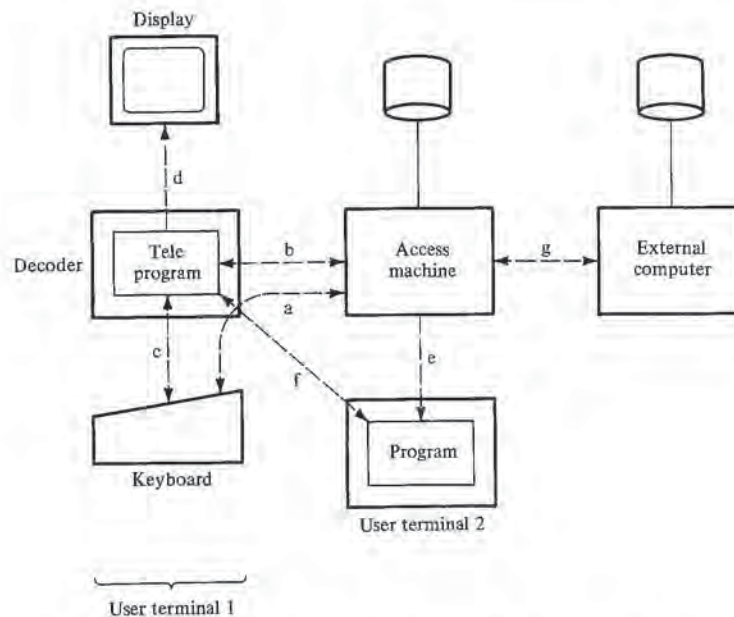 Display
d
Decoder
Tele
program
b
Access
machine
g
External
computer
a
c
f
e
Keyboard
Program
User terminal 2
User terminal 1